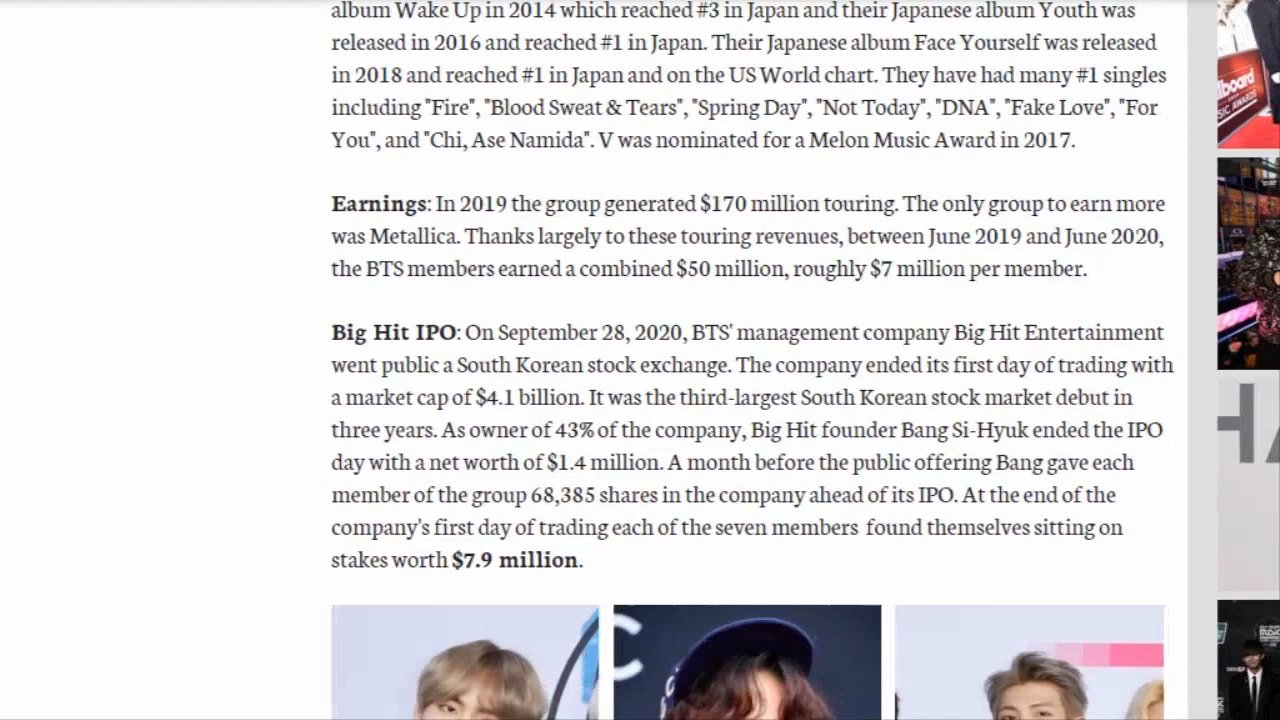 album Wake Up in 2014 which reached #3 in Japan and their Japanese album Youth was
released in 2016 and reached #1 in Japan. Their Japanese album Face Yourself was released
in 2018 and reached #1 in Japan and on the US World chart. They have had many #1 singles
including "Fire", "Blood Sweat & Tears", "Spring Day", "Not Today", "DNA", "Fake Love", "For
You", and "Chi, Ase Namida". V was nominated for a Melon Music Award in 2017.
Earnings: In 2019 the group generated $170 million touring. The only group to earn more
was Metallica. Thanks largely to these touring revenues, between June 2019 and June 2020,
the BTS members earned a combined $50 million, roughly $7 million per member.
Big Hit IPO: On September 28, 2020, BTS' management company Big Hit Entertainment
went public a South Korean stock exchange. The company ended its first day of trading with
a market cap of $4.1 billion. It was the third-largest South Korean stock market debut in
three years. As owner of 43% of the company, Big Hit founder Bang Si-Hyuk ended the IPO
day with a net worth of $1.4 million. A month before the public offering Bang gave each
member of the group 68,385 shares in the company ahead of its IPO. At the end of the
company's first day of trading each of the seven members found themselves sitting on
stakes worth $7.9 million.